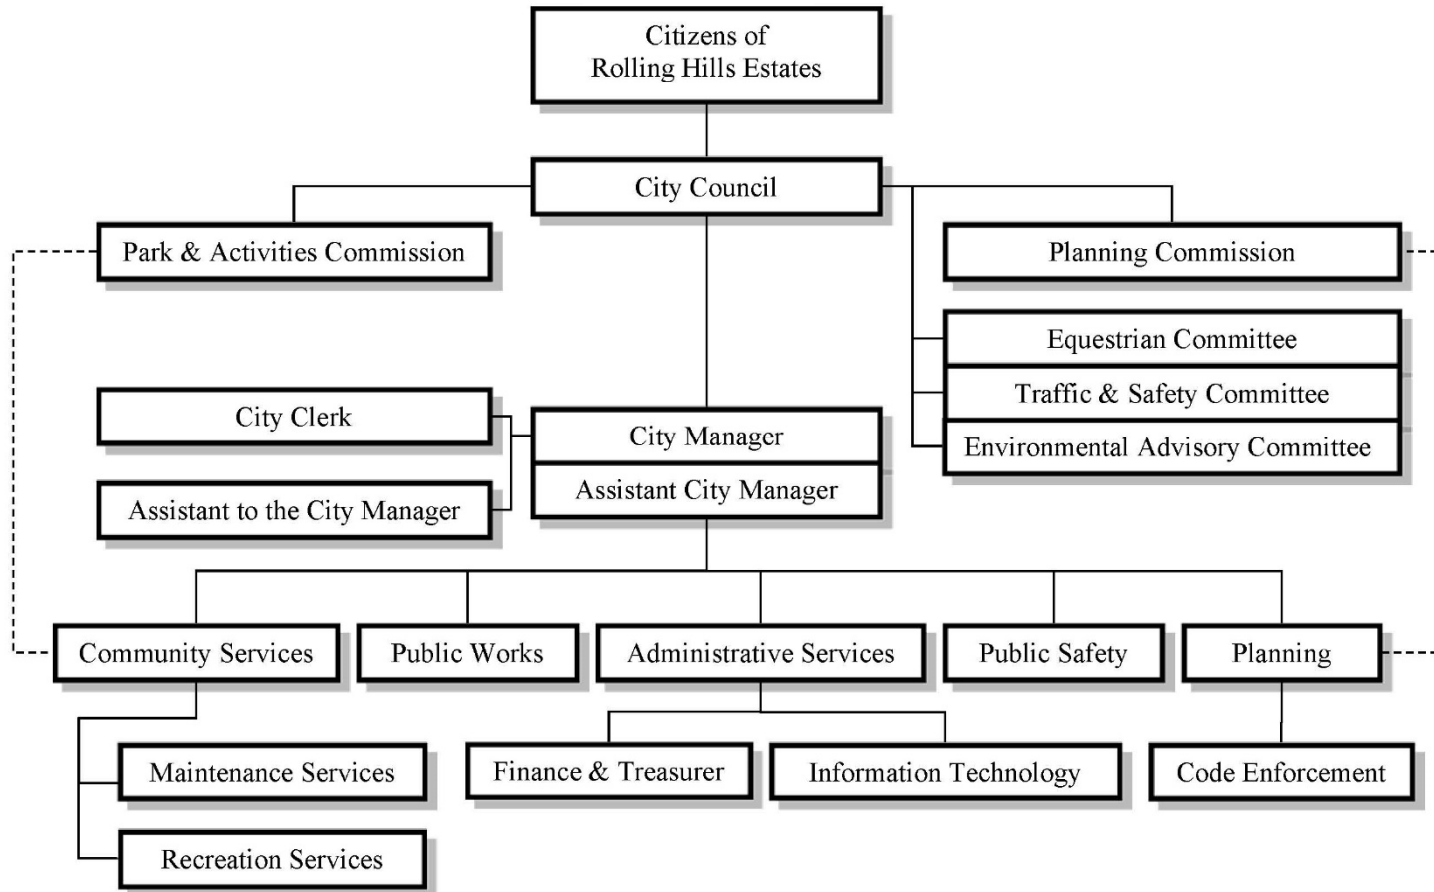 Citizens of
Rolling Hills Estates
City Council
Park & Activities Commission
Planning Commission
Equestrian Committee
Traffic & Safety Committee
Environmental Advisory Committee
City Clerk
City Manager
Assistant City Manager
Assistant to the City Manager
Community Services
Public Works
Administrative Services
Public Safety
Planning
Maintenance Services
Finance & Treasurer
Information Technology
Code Enforcement
Recreation Services